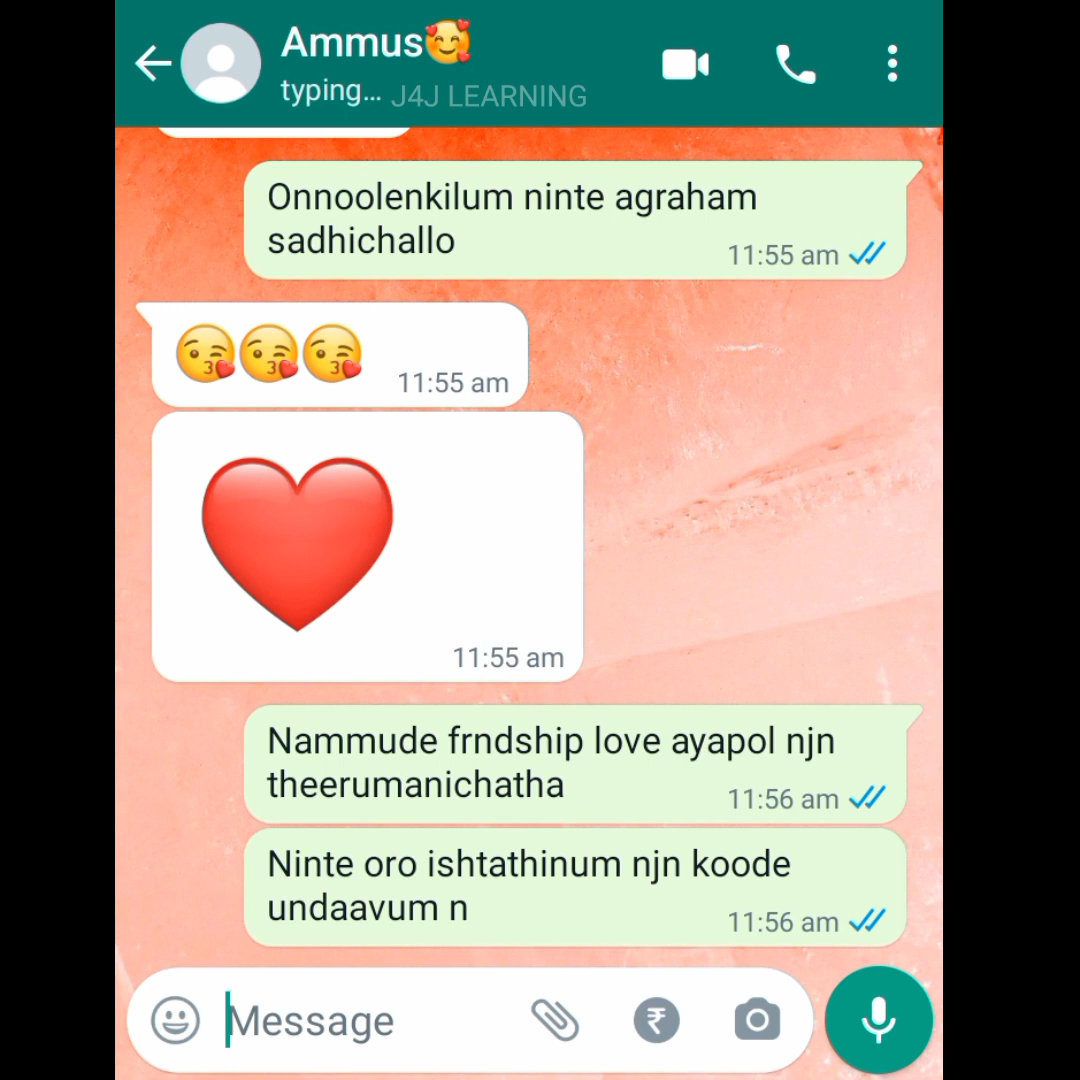 Ammus🥰
typing... J4J LEARNING
Onnoolenkilum ninte agraham
sadhichallo
11:55 am
😘😘😘
11:55 am
❤️
11:55 am
Nammude frndship love ayapol njn
theerumanichatha
11:56 am
Ninte oro ishtathinum njn koode
undaavum n
11:56 am
Message
₹